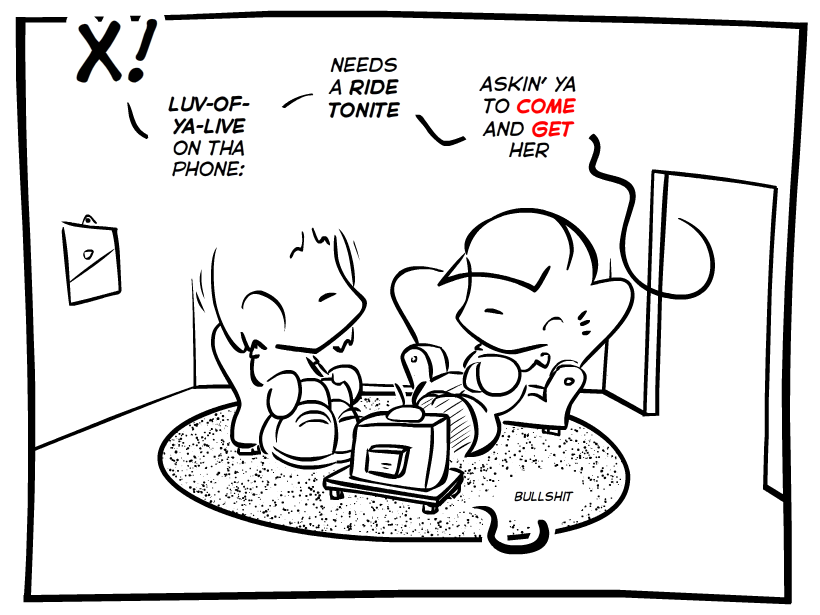 X!
LUV-OF-
YA-LIVE
ON THA
PHONE:
NEEDS
A RIDE
TONITE
ASKIN' YA
TO COME
AND GET
HER
BULLSHIT